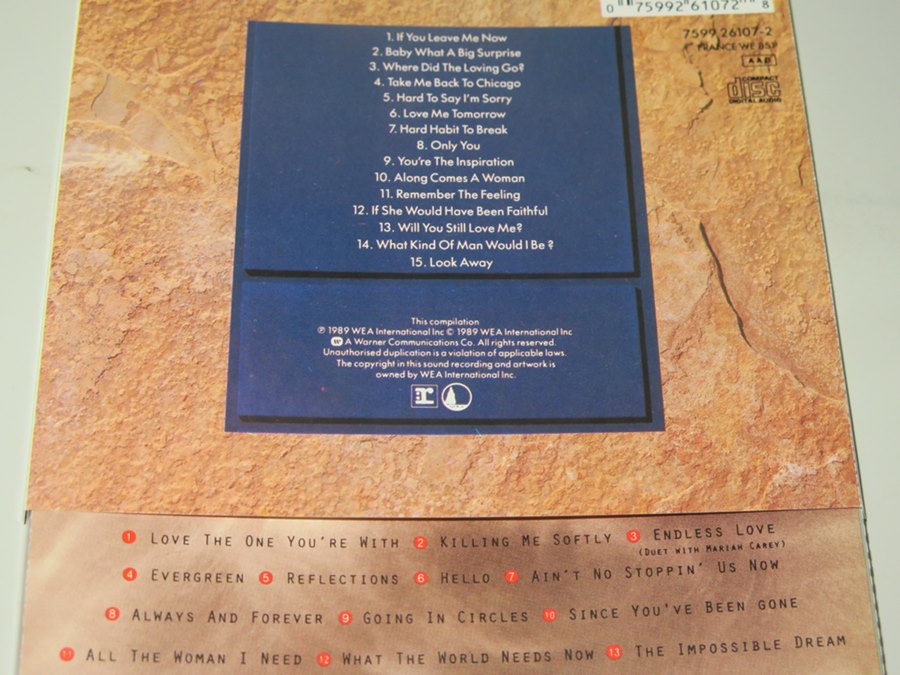 0 75992 61072 8
7599 26107-2
FRANCE WE 851
AAD
COMPACT
disc
DIGITAL AUDIO
1. If You Leave Me Now
2. Baby What A Big Surprise
3. Where Did The Loving Go?
4. Take Me Back To Chicago
5. Hard To Say I'm Sorry
6. Love Me Tomorrow
7. Hard Habit To Break
8. Only You
9. You're The Inspiration
10. Along Comes A Woman
11. Remember The Feeling
12. If She Would Have Been Faithful
13. Will You Still Love Me?
14. What Kind Of Man Would I Be ?
15. Look Away
This compilation
℗ 1989 WEA International Inc © 1989 WEA International Inc
A Warner Communications Co. All rights reserved.
Unauthorised duplication is a violation of applicable laws.
The copyright in this sound recording and artwork is
owned by WEA International Inc.
1 LOVE THE ONE YOU'RE WITH 2 KILLING ME SOFTLY 3 ENDLESS LOVE
(DUET WITH MARIAH CAREY)
4 EVERGREEN 5 REFLECTIONS 6 HELLO 7 AIN'T NO STOPPIN' US NOW
8 ALWAYS AND FOREVER 9 GOING IN CIRCLES 10 SINCE YOU'VE BEEN GONE
11 ALL THE WOMAN I NEED 12 WHAT THE WORLD NEEDS NOW 13 THE IMPOSSIBLE DREAM